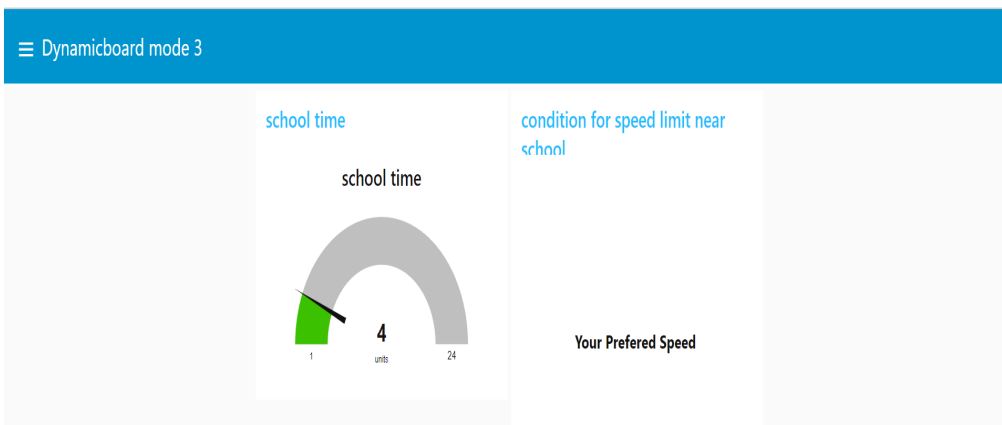 Dynamicboard mode 3
school time
condition for speed limit near
school
school time
4
units
1
24
Your Prefered Speed